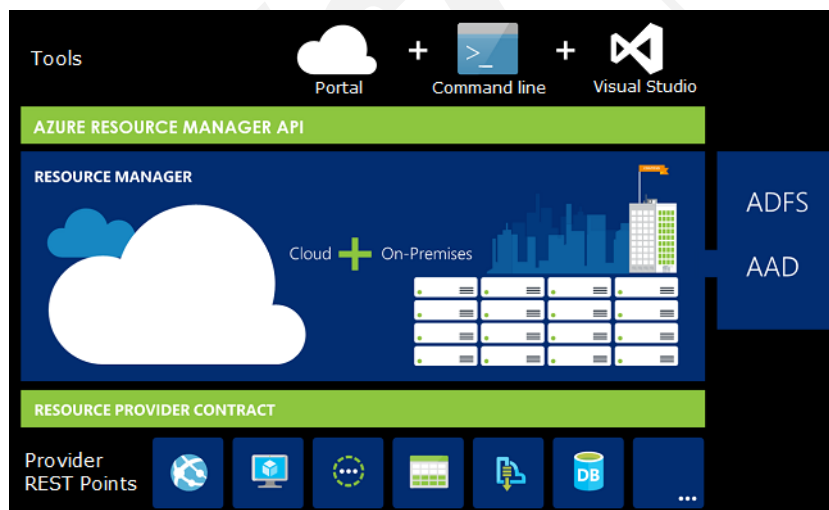 Tools
Portal
Command line
Visual Studio
AZURE RESOURCE MANAGER API
RESOURCE MANAGER
Cloud
On-Premises
ADFS
AAD
RESOURCE PROVIDER CONTRACT
Provider
REST Points
DB
...